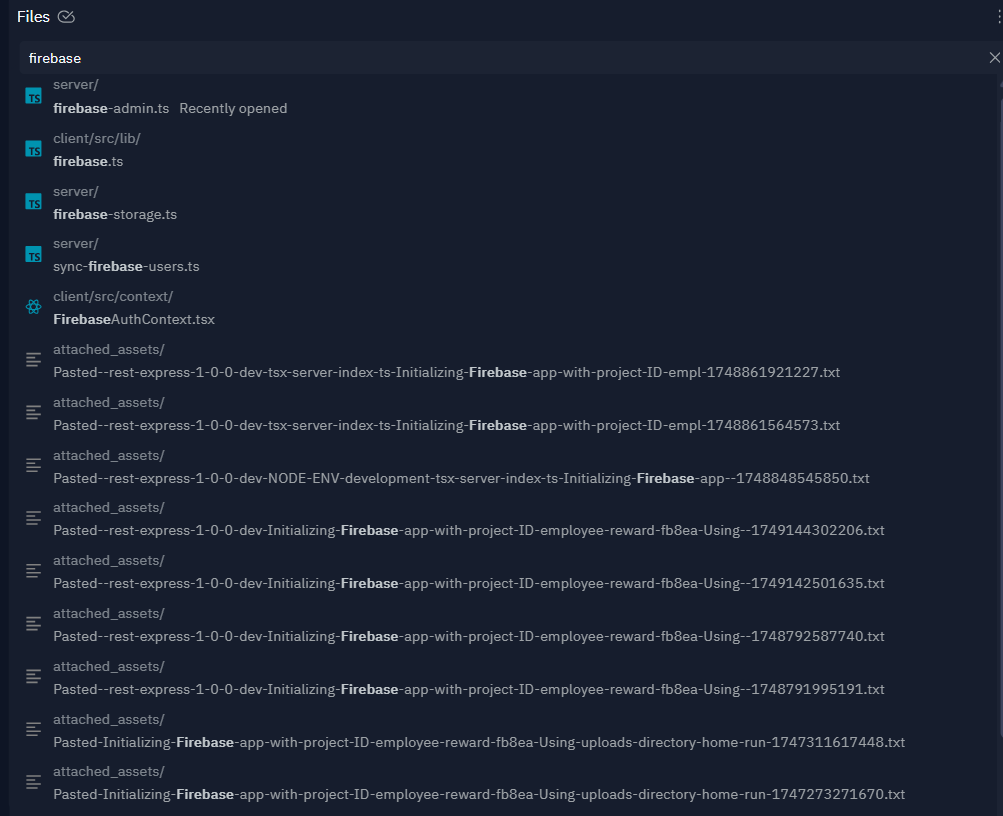 Files
firebase
server/
TS
firebase-admin.ts Recently opened
client/src/lib/
TS
firebase.ts
server/
TS
firebase-storage.ts
server/
TS
sync-firebase-users.ts
client/src/context/
FirebaseAuthContext.tsx
attached_assets/
Pasted--rest-express-1-0-0-dev-tsx-server-index-ts-Initializing-Firebase-app-with-project-ID-empl-1748861921227.txt
attached_assets/
Pasted--rest-express-1-0-0-dev-tsx-server-index-ts-Initializing-Firebase-app-with-project-ID-empl-1748861564573.txt
attached_assets/
Pasted--rest-express-1-0-0-dev-NODE-ENV-development-tsx-server-index-ts-Initializing-Firebase-app--1748848545850.txt
attached_assets/
Pasted--rest-express-1-0-0-dev-Initializing-Firebase-app-with-project-ID-employee-reward-fb8ea-Using--1749144302206.txt
attached_assets/
Pasted--rest-express-1-0-0-dev-Initializing-Firebase-app-with-project-ID-employee-reward-fb8ea-Using--1749142501635.txt
attached_assets/
Pasted--rest-express-1-0-0-dev-Initializing-Firebase-app-with-project-ID-employee-reward-fb8ea-Using--1748792587740.txt
attached_assets/
Pasted--rest-express-1-0-0-dev-Initializing-Firebase-app-with-project-ID-employee-reward-fb8ea-Using--1748791995191.txt
attached_assets/
Pasted-Initializing-Firebase-app-with-project-ID-employee-reward-fb8ea-Using-uploads-directory-home-run-1747311617448.txt
attached_assets/
Pasted-Initializing-Firebase-app-with-project-ID-employee-reward-fb8ea-Using-uploads-directory-home-run-1747273271670.txt